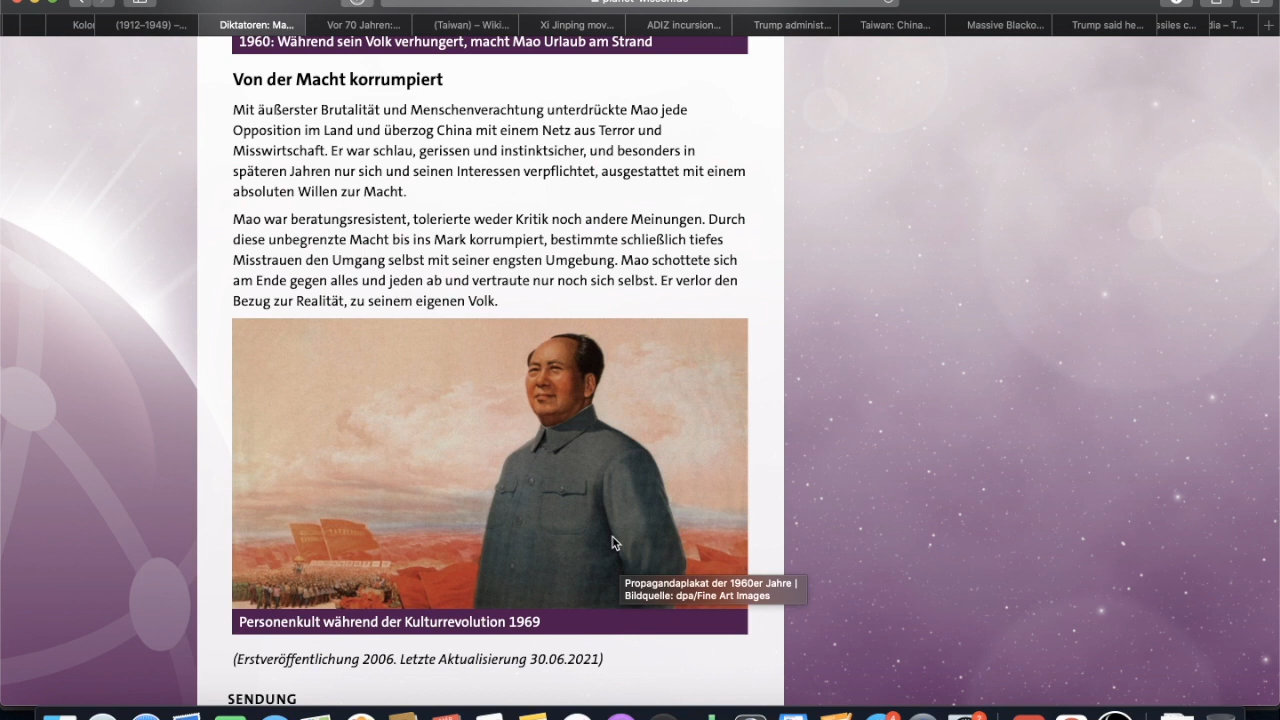 planet-wissen.de
Kolo
(1912–1949) –...
Diktatoren: Ma...
Vor 70 Jahren:...
(Taiwan) – Wiki...
Xi Jinping mov...
ADIZ incursion...
Trump administ...
Taiwan: China...
Massive Blacko...
Trump said he...
ssiles c...
dia – T...
1960: Während sein Volk verhungert, macht Mao Urlaub am Strand
Von der Macht korrumpiert
Mit äußerster Brutalität und Menschenverachtung unterdrückte Mao jede
Opposition im Land und überzog China mit einem Netz aus Terror und
Misswirtschaft. Er war schlau, gerissen und instinktsicher, und besonders in
späteren Jahren nur sich und seinen Interessen verpflichtet, ausgestattet mit einem
absoluten Willen zur Macht.
Mao war beratungsresistent, tolerierte weder Kritik noch andere Meinungen. Durch
diese unbegrenzte Macht bis ins Mark korrumpiert, bestimmte schließlich tiefes
Misstrauen den Umgang selbst mit seiner engsten Umgebung. Mao schottete sich
am Ende gegen alles und jeden ab und vertraute nur noch sich selbst. Er verlor den
Bezug zur Realität, zu seinem eigenen Volk.
Propagandaplakat der 1960er Jahre |
Bildquelle: dpa/Fine Art Images
Personenkult während der Kulturrevolution 1969
(Erstveröffentlichung 2006. Letzte Aktualisierung 30.06.2021)
SENDUNG